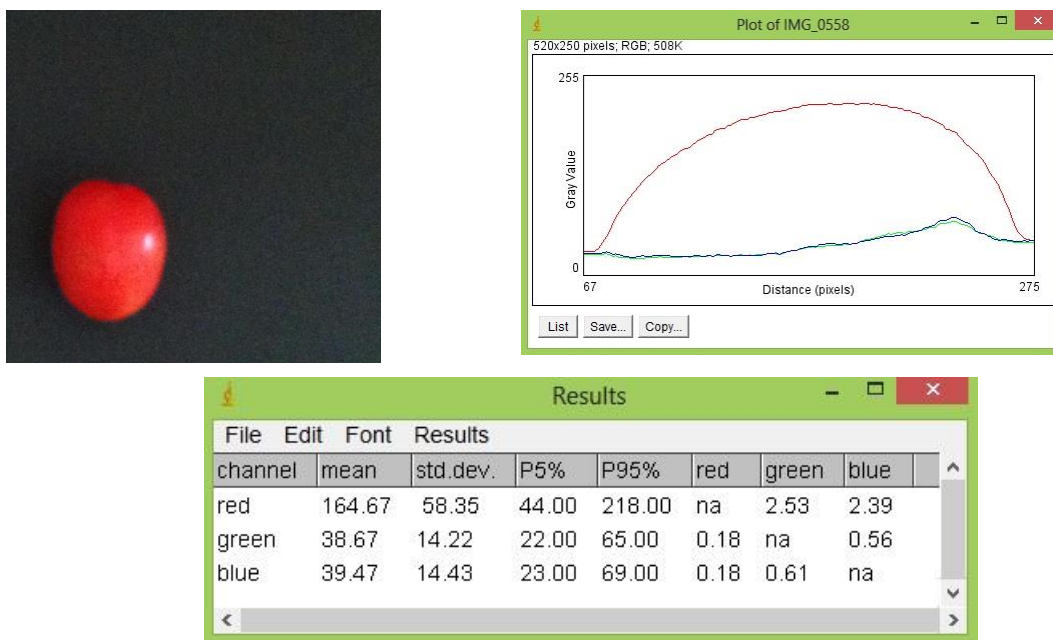 Plot of IMG_0558
520x250 pixels; RGB; 508K
255
Gray Value
0
67
Distance (pixels)
275
List Save... Copy...
Results
File Edit Font Results
channel mean std.dev. P5% P95% red green blue
red 164.67 58.35 44.00 218.00 na 2.53 2.39
green 38.67 14.22 22.00 65.00 0.18 na 0.56
blue 39.47 14.43 23.00 69.00 0.18 0.61 na